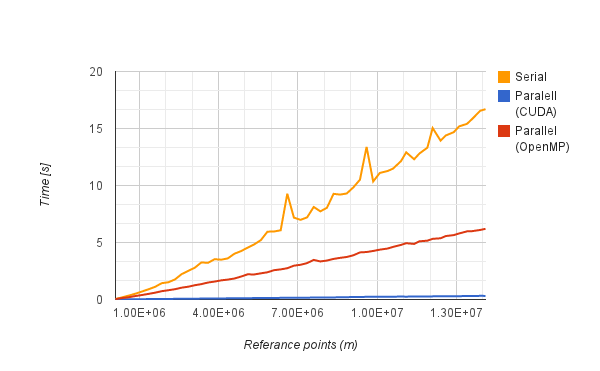 20
15
10
5
0
Time [s]
1.00E+06
4.00E+06
7.00E+06
1.00E+07
1.30E+07
Referance points (m)
Serial
Paralell
(CUDA)
Parallel
(OpenMP)